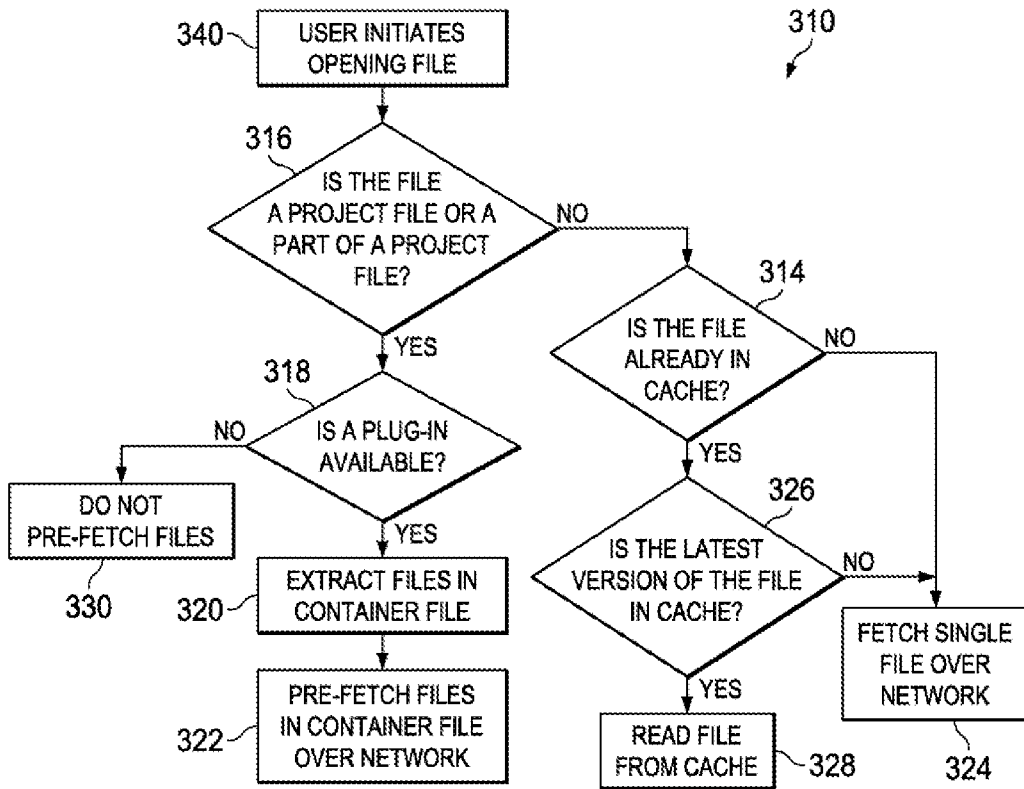 340
USER INITIATES
OPENING FILE
310
316
IS THE FILE
A PROJECT FILE OR A
PART OF A PROJECT
FILE?
NO
YES
314
IS THE FILE
ALREADY IN
CACHE?
NO
YES
318
IS A PLUG-IN
AVAILABLE?
NO
YES
DO NOT
PRE-FETCH FILES
330
326
IS THE LATEST
VERSION OF THE FILE
IN CACHE?
NO
YES
320
EXTRACT FILES IN
CONTAINER FILE
322
PRE-FETCH FILES
IN CONTAINER FILE
OVER NETWORK
READ FILE
FROM CACHE
328
FETCH SINGLE
FILE OVER
NETWORK
324